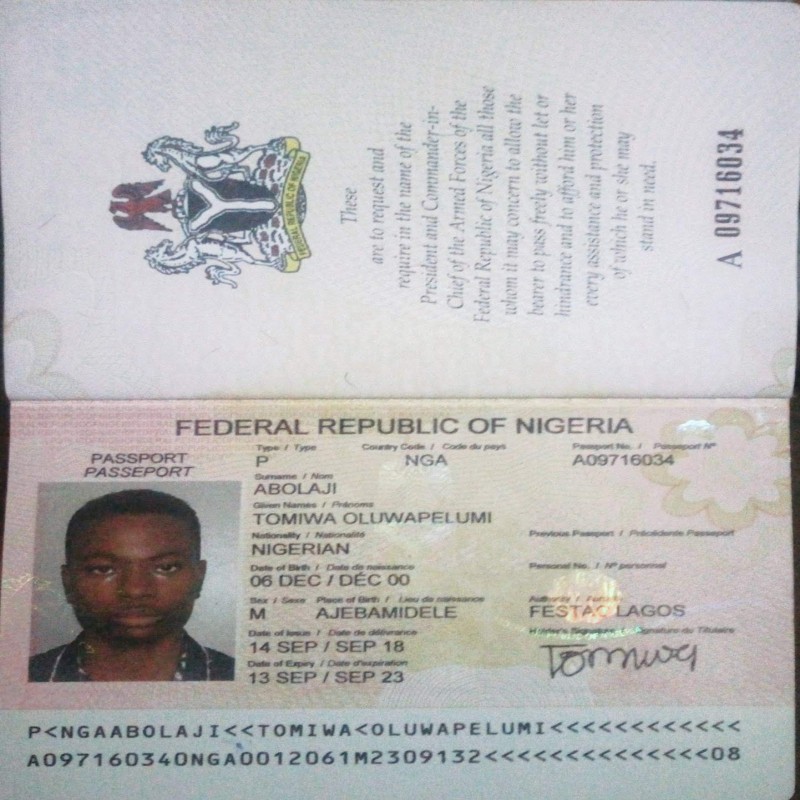 FEDERAL REPUBLIC OF NIGERIA
These
are to request and
require in the name of the
President and Commander-in-
Chief of the Armed Forces of the
Federal Republic of Nigeria all those
whom it may concern to allow the
bearer to pass freely without let or
hindrance and to afford him or her
every assistance and protection
of which he or she may
stand in need.
A 09716034
FEDERAL REPUBLIC OF NIGERIA
PASSPORT
PASSEPORT
Type / Type Country Code / Code du pays Passport No. / Passeport N°
P NGA A09716034
Surname / Nom
ABOLAJI
Given Names / Prénoms
TOMIWA OLUWAPELUMI
Nationality / Nationalité Previous Passport / Précédente Passeport
NIGERIAN
Date of Birth / Date de naissance Personal No. / N° personnel
06 DEC / DÉC 00
Sex / Sexe Place of Birth / Lieu de naissance Authority /
M AJEBAMIDELE FESTAC LAGOS
Date of Issue / Date de délivrance Holder's Signature / Signature du Titulaire
14 SEP / SEP 18 Tomiwa
Date of Expiry / Date d'expiration
13 SEP / SEP 23
P<NGAABOLAJI<<TOMIWA<OLUWAPELUMI<<<<<<<<<<<<
A097160340NGA0012061M2309132<<<<<<<<<<<<<<08